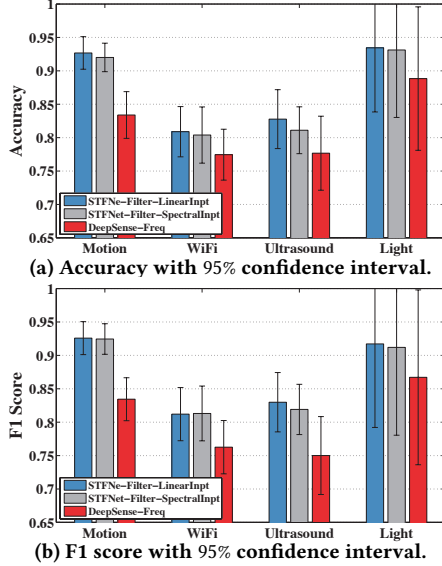 1
0.95
0.9
0.85
0.8
0.75
0.7
0.65
Accuracy
STFNe-Filter-LinearInpt
STFNet-Filter-SpectralInpt
DeepSense-Freq
Motion WiFi Ultrasound Light
(a) Accuracy with 95% confidence interval.
1
0.95
0.9
0.85
0.8
0.75
0.7
0.65
F1 Score
STFNe-Filter-LinearInpt
STFNet-Filter-SpectralInpt
DeepSense-Freq
Motion WiFi Ultrasound Light
(b) F1 score with 95% confidence interval.